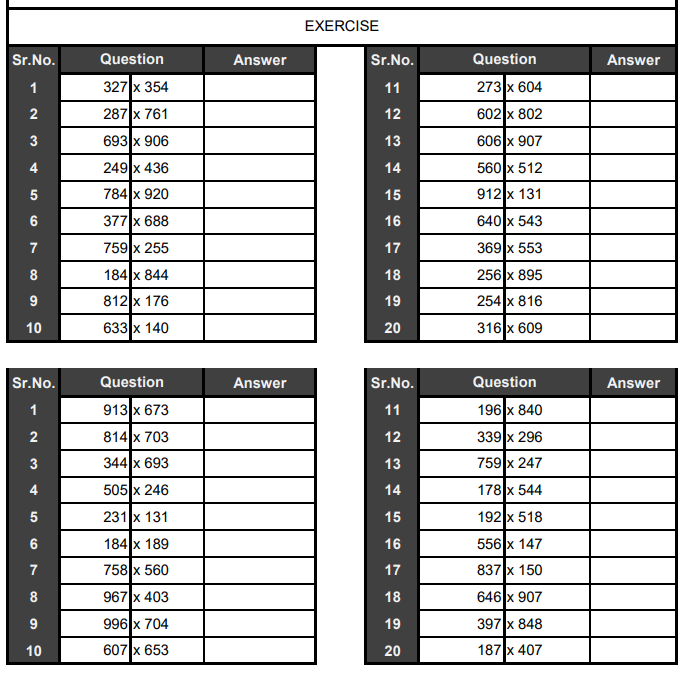 EXERCISE
Sr.No. Question Answer Sr.No. Question Answer
1 327 x 354 11 273 x 604
2 287 x 761 12 602 x 802
3 693 x 906 13 606 x 907
4 249 x 436 14 560 x 512
5 784 x 920 15 912 x 131
6 377 x 688 16 640 x 543
7 759 x 255 17 369 x 553
8 184 x 844 18 256 x 895
9 812 x 176 19 254 x 816
10 633 x 140 20 316 x 609
Sr.No. Question Answer Sr.No. Question Answer
1 913 x 673 11 196 x 840
2 814 x 703 12 339 x 296
3 344 x 693 13 759 x 247
4 505 x 246 14 178 x 544
5 231 x 131 15 192 x 518
6 184 x 189 16 556 x 147
7 758 x 560 17 837 x 150
8 967 x 403 18 646 x 907
9 996 x 704 19 397 x 848
10 607 x 653 20 187 x 407